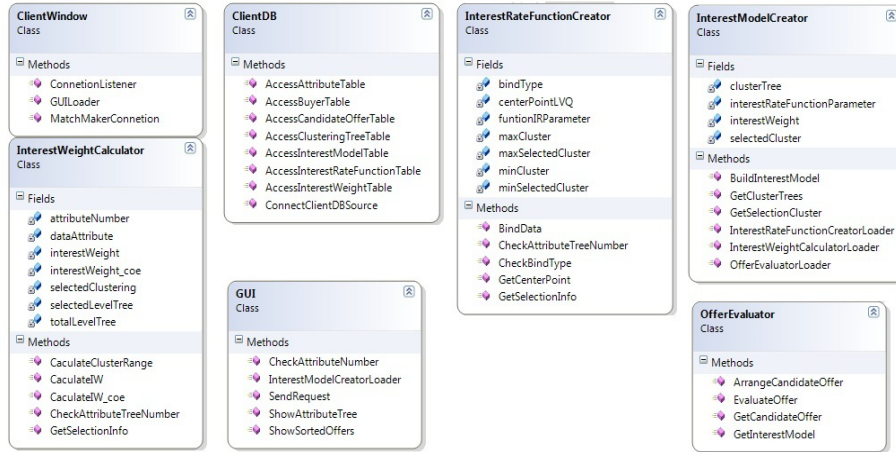 ClientWindow
Class
Methods
ConnetionListener
GUILoader
MatchMakerConnetion
InterestWeightCalculator
Class
Fields
attributeNumber
dataAttribute
interestWeight
interestWeight_coe
selectedClustering
selectedLevelTree
totalLevelTree
Methods
CaculateClusterRange
CaculateIW
CaculateIW_coe
CheckAttributeTreeNumber
GetSelectionInfo
ClientDB
Class
Methods
AccessAttributeTable
AccessBuyerTable
AccessCandidateOfferTable
AccessClusteringTreeTable
AccessInterestModelTable
AccessInterestRateFunctionTable
AccessInterestWeightTable
ConnectClientDBSource
GUI
Class
Methods
CheckAttributeNumber
InterestModelCreatorLoader
SendRequest
ShowAttributeTree
ShowSortedOffers
InterestRateFunctionCreator
Class
Fields
bindType
centerPointLVQ
funtionIRParameter
maxCluster
maxSelectedCluster
minCluster
minSelectedCluster
Methods
BindData
CheckAttributeTreeNumber
CheckBindType
GetCenterPoint
GetSelectionInfo
InterestModelCreator
Class
Fields
clusterTree
interestRateFunctionParameter
interestWeight
selectedCluster
Methods
BuildInterestModel
GetClusterTrees
GetSelectionCluster
InterestRateFunctionCreatorLoader
InterestWeightCalculatorLoader
OfferEvaluatorLoader
OfferEvaluator
Class
Methods
ArrangeCandidateOffer
EvaluateOffer
GetCandidateOffer
GetInterestModel